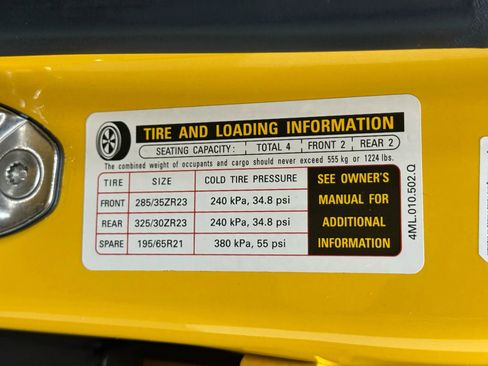 TIRE AND LOADING INFORMATION
SEATING CAPACITY: TOTAL 4 FRONT 2 REAR 2
The combined weight of occupants and cargo should never exceed 555 kg or 1224 lbs.
TIRE SIZE COLD TIRE PRESSURE
FRONT 285/35ZR23 240 kPa, 34.8 psi
REAR 325/30ZR23 240 kPa, 34.8 psi
SPARE 195/65R21 380 kPa, 55 psi
SEE OWNER'S
MANUAL FOR
ADDITIONAL
INFORMATION
4ML.010.502.Q